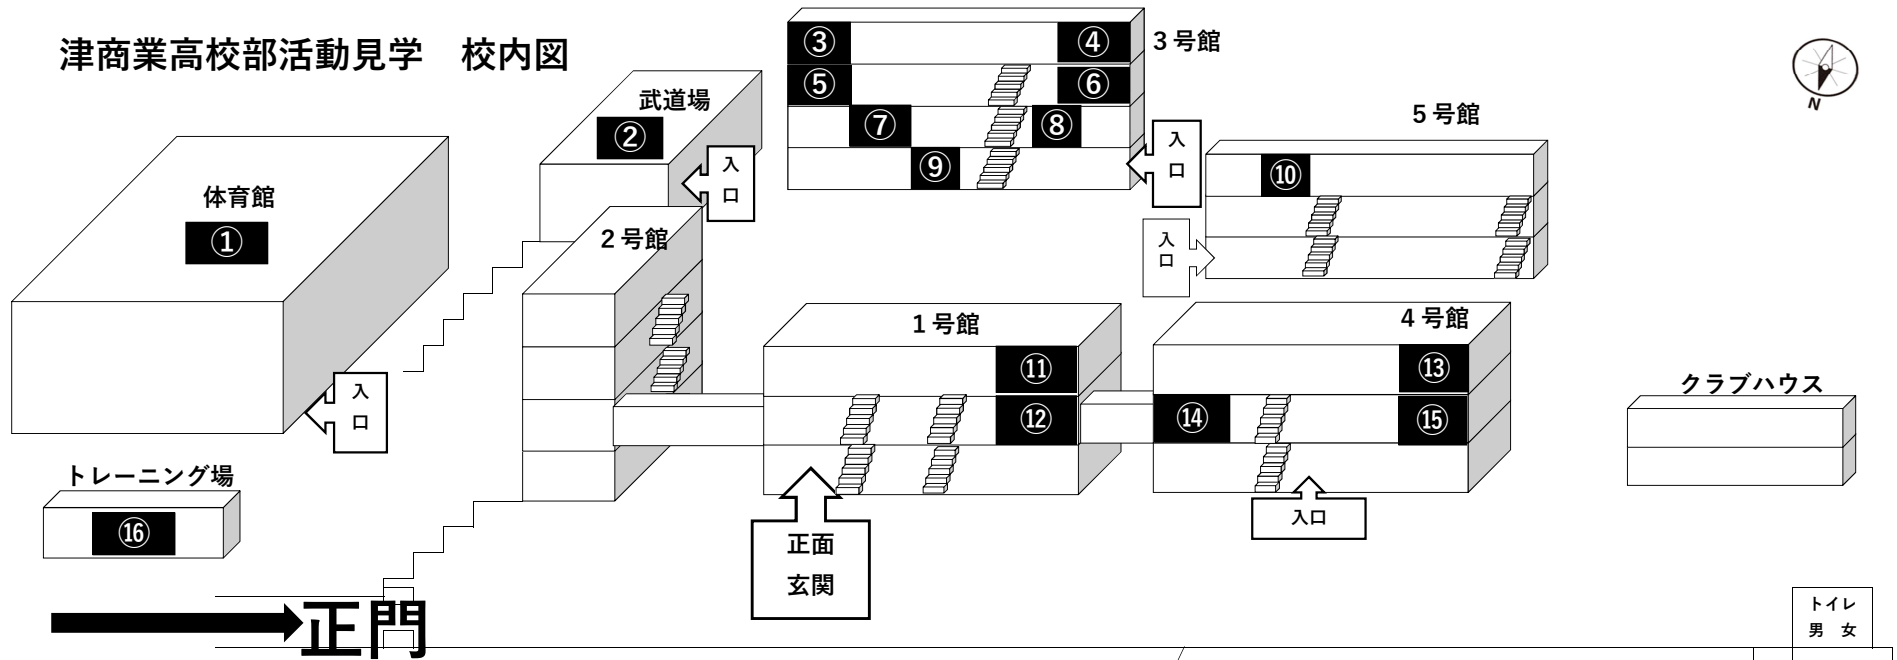 津商業高校部活動見学　校内図
③
④
3号館
⑤
⑥
武道場
②
⑦
⑧
⑨
入
口
入
口
N
5号館
⑩
入
口
体育館
①
2号館
1号館
⑪
⑫
4号館
⑬
⑭
⑮
クラブハウス
入
口
トレーニング場
⑯
正面
玄関
入口
正門
トイレ
男　女